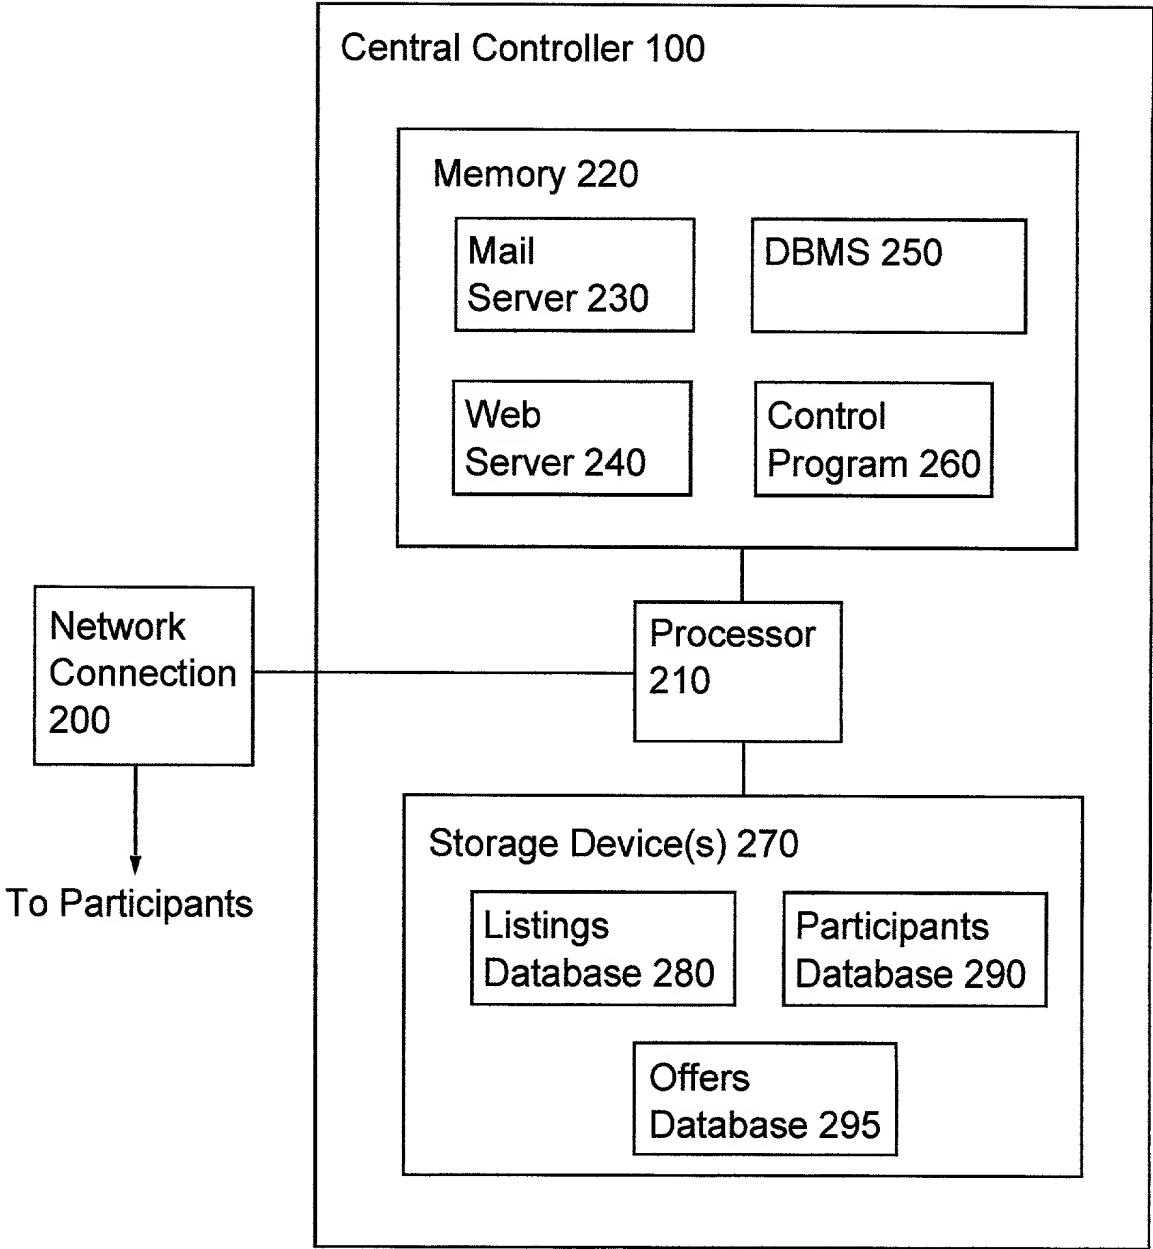 Central Controller 100
Memory 220
Mail
Server 230
DBMS 250
Web
Server 240
Control
Program 260
Network
Connection
200
Processor
210
To Participants
Storage Device(s) 270
Listings
Database 280
Participants
Database 290
Offers
Database 295